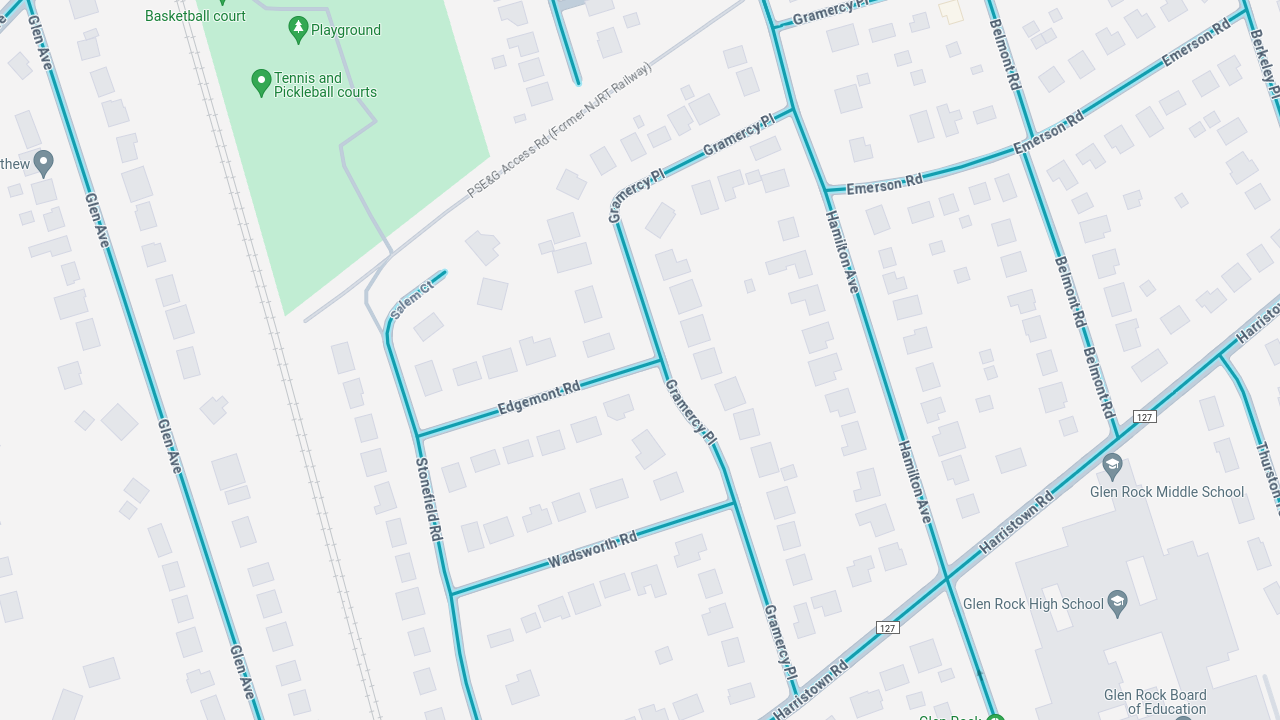 Basketball court
Playground
Tennis and
Pickleball courts
Gramercy Pl
Glen Ave
Belmont Rd
Emerson Rd
Berkeley Pl
PSE&G Access Rd (Former NJRT Railway)
Gramercy Pl
Emerson Rd
thew
Gramercy Pl
Emerson Rd
Glen Ave
Hamilton Ave
Salem Ct
Belmont Rd
Harristo
Edgemont Rd
Belmont Rd
Gramercy Pl
127
Glen Ave
Hamilton Ave
Thurston
Glen Rock Middle School
Stonefield Rd
Harristown Rd
Wadsworth Rd
Glen Rock High School
127
Gramercy Pl
Glen Ave
Harristown Rd
Glen Rock Board
of Education
Glen Rock